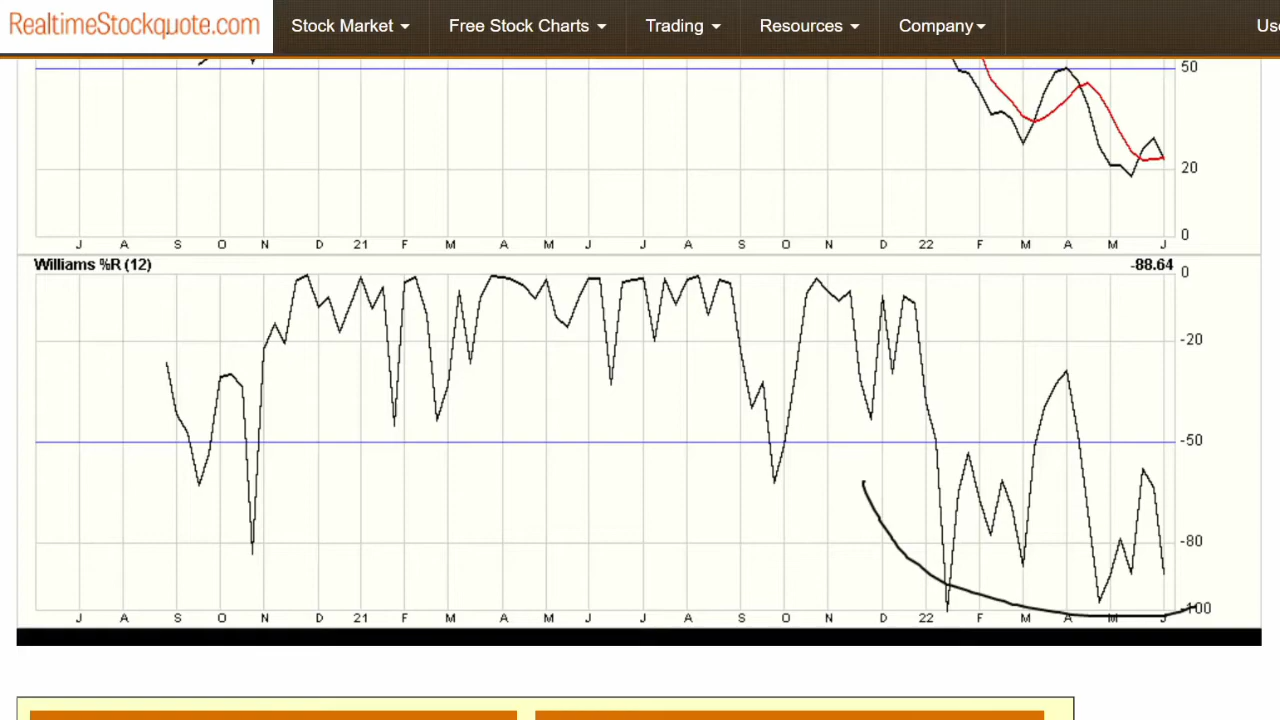 RealtimeStockquote.com Stock Market Free Stock Charts Trading Resources Company Use
50
20
0
J A S O N D 21 F M A M J J A S O N D 22 F M A M J
Williams %R (12) -88.64
0
-20
-50
-80
-100
J A S O N D 21 F M A M J J A S O N D 22 F M A M J